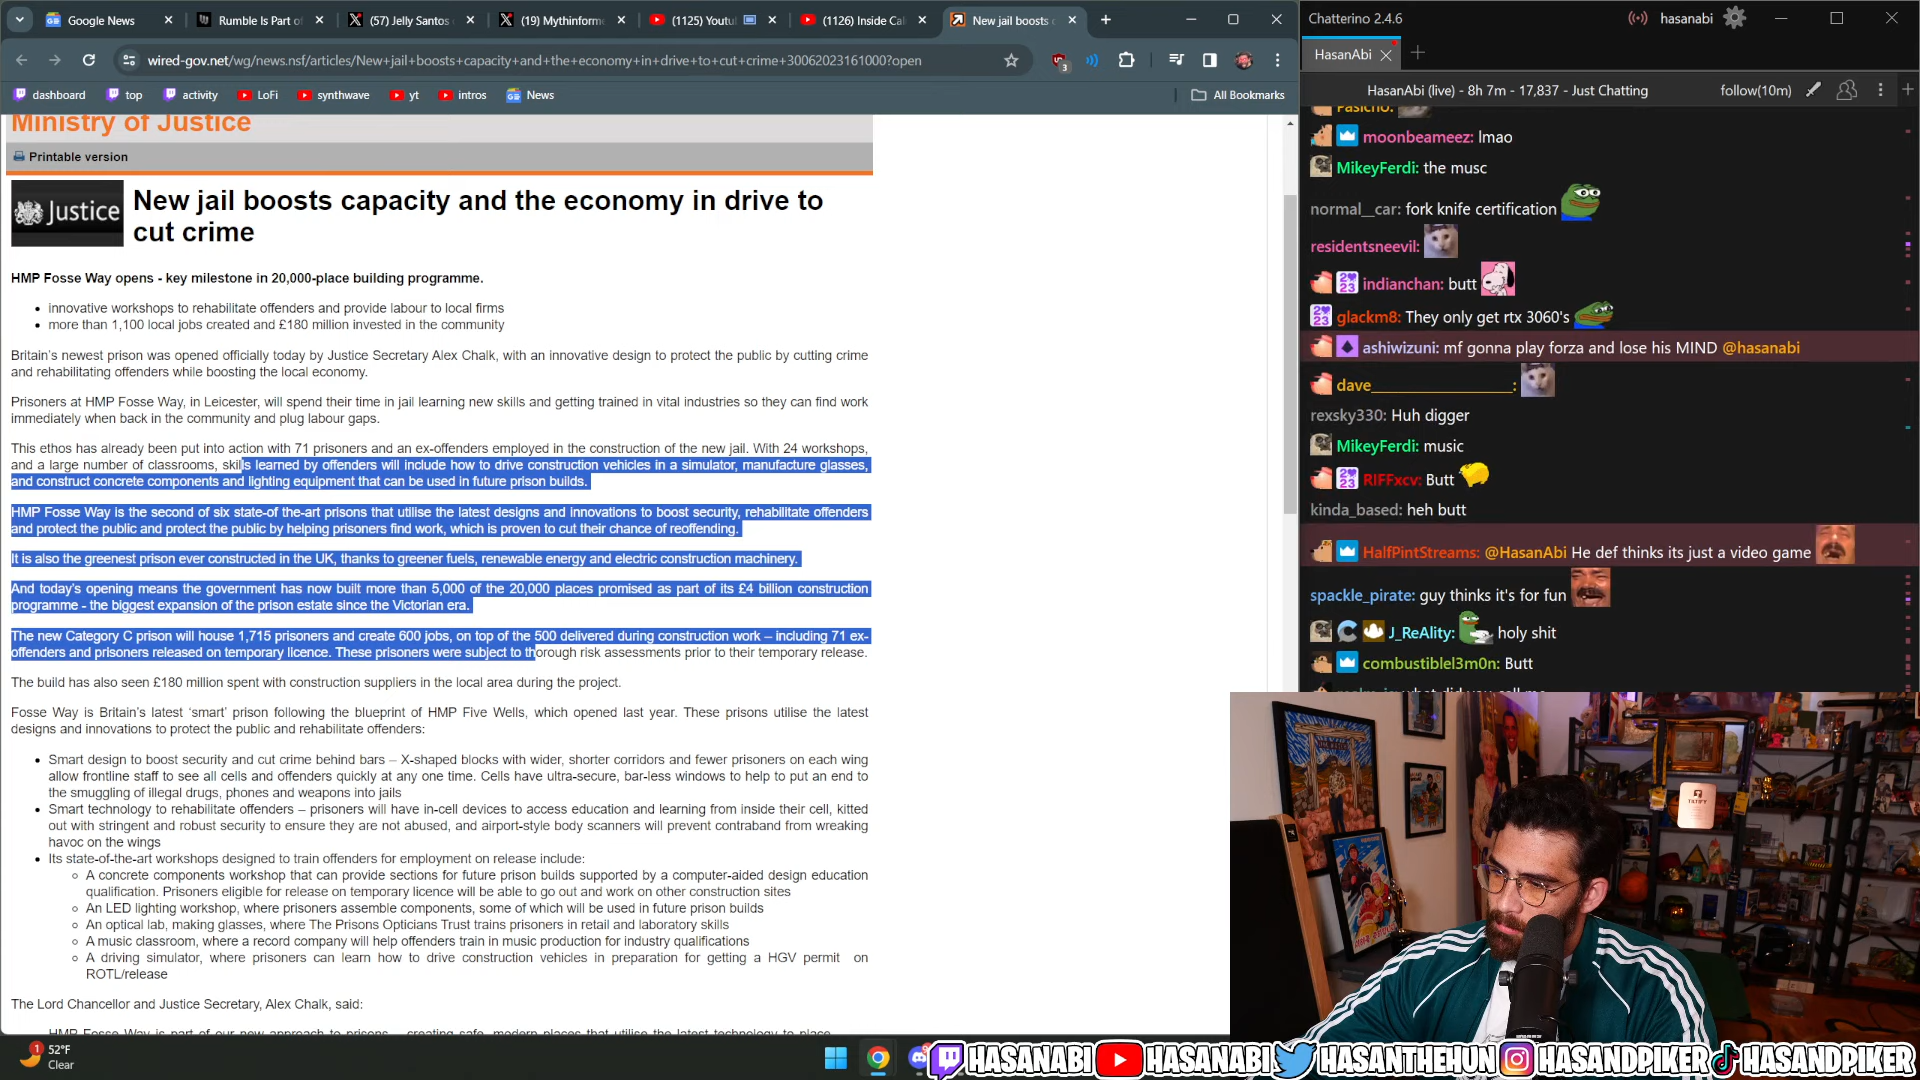 Google News
Rumble Is Part of
(57) Jelly Santos
(19) Mythinform
(1125) Youtu
(1126) Inside Cal
New jail boosts c
wired-gov.net/wg/news.nsf/articles/New+jail+boosts+capacity+and+the+economy+in+drive+to+cut+crime+30062023161000?open
3
dashboard
top
activity
LoFi
synthwave
yt
intros
News
All Bookmarks
Ministry of Justice
Printable version
Justice
New jail boosts capacity and the economy in drive to
cut crime
HMP Fosse Way opens - key milestone in 20,000-place building programme.
innovative workshops to rehabilitate offenders and provide labour to local firms
more than 1,100 local jobs created and £180 million invested in the community
Britain's newest prison was opened officially today by Justice Secretary Alex Chalk, with an innovative design to protect the public by cutting crime
and rehabilitating offenders while boosting the local economy.
Prisoners at HMP Fosse Way, in Leicester, will spend their time in jail learning new skills and getting trained in vital industries so they can find work
immediately when back in the community and plug labour gaps.
This ethos has already been put into action with 71 prisoners and an ex-offenders employed in the construction of the new jail. With 24 workshops,
and a large number of classrooms, skills learned by offenders will include how to drive construction vehicles in a simulator, manufacture glasses,
and construct concrete components and lighting equipment that can be used in future prison builds.
HMP Fosse Way is the second of six state-of the-art prisons that utilise the latest designs and innovations to boost security, rehabilitate offenders
and protect the public and protect the public by helping prisoners find work, which is proven to cut their chance of reoffending.
It is also the greenest prison ever constructed in the UK, thanks to greener fuels, renewable energy and electric construction machinery.
And today's opening means the government has now built more than 5,000 of the 20,000 places promised as part of its £4 billion construction
programme - the biggest expansion of the prison estate since the Victorian era.
The new Category C prison will house 1,715 prisoners and create 600 jobs, on top of the 500 delivered during construction work – including 71 ex-
offenders and prisoners released on temporary licence. These prisoners were subject to thorough risk assessments prior to their temporary release.
The build has also seen £180 million spent with construction suppliers in the local area during the project.
Fosse Way is Britain's latest 'smart' prison following the blueprint of HMP Five Wells, which opened last year. These prisons utilise the latest
designs and innovations to protect the public and rehabilitate offenders:
Smart design to boost security and cut crime behind bars – X-shaped blocks with wider, shorter corridors and fewer prisoners on each wing
allow frontline staff to see all cells and offenders quickly at any one time. Cells have ultra-secure, bar-less windows to help to put an end to
the smuggling of illegal drugs, phones and weapons into jails
Smart technology to rehabilitate offenders – prisoners will have in-cell devices to access education and learning from inside their cell, kitted
out with stringent and robust security to ensure they are not abused, and airport-style body scanners will prevent contraband from wreaking
havoc on the wings
Its state-of-the-art workshops designed to train offenders for employment on release include:
A concrete components workshop that can provide sections for future prison builds supported by a computer-aided design education
qualification. Prisoners eligible for release on temporary licence will be able to go out and work on other construction sites
An LED lighting workshop, where prisoners assemble components, some of which will be used in future prison builds
An optical lab, making glasses, where The Prisons Opticians Trust trains prisoners in retail and laboratory skills
A music classroom, where a record company will help offenders train in music production for industry qualifications
A driving simulator, where prisoners can learn how to drive construction vehicles in preparation for getting a HGV permit on
ROTL/release
The Lord Chancellor and Justice Secretary, Alex Chalk, said:
HMP Fosse Way is part of our new approach to prisons – creating safe, modern places that utilise the latest technology to place
1
52°F
Clear
Chatterino 2.4.6
hasanabi
HasanAbi
HasanAbi (live) - 8h 7m - 17,837 - Just Chatting
follow(10m)
Pasicho:
moonbeameez: lmao
MikeyFerdi: the musc
normal__car: fork knife certification
residentsneevil:
2023 indianchan: butt
2023 glackm8: They only get rtx 3060's
ashiwizuni: mf gonna play forza and lose his MIND @hasanabi
dave_________________:
rexsky330: Huh digger
MikeyFerdi: music
2023 RIFFxcv: Butt
kinda_based: heh butt
HalfPintStreams: @HasanAbi He def thinks its just a video game
spackle_pirate: guy thinks it's for fun
J_ReAlity: holy shit
combustiblel3m0n: Butt
HASANABI HASANABI HASANTHEHUN HASANDPIKER HASANDPIKER